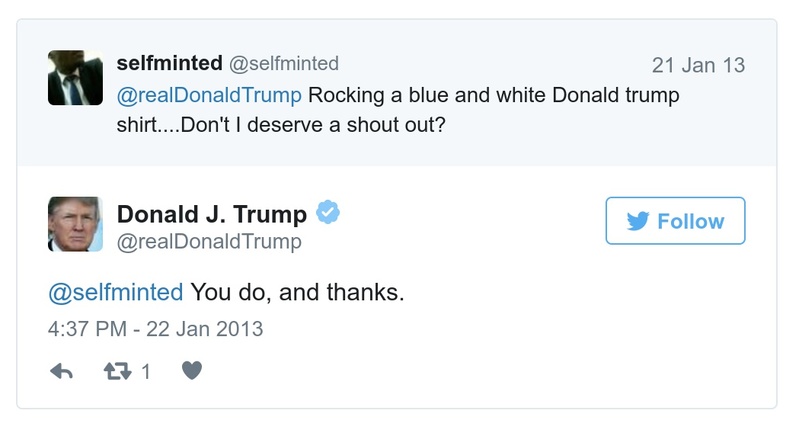 selfminted @selfminted 21 Jan 13
@realDonaldTrump Rocking a blue and white Donald trump
shirt....Don't I deserve a shout out?
Donald J. Trump
@realDonaldTrump
Follow
@selfminted You do, and thanks.
4:37 PM - 22 Jan 2013
1